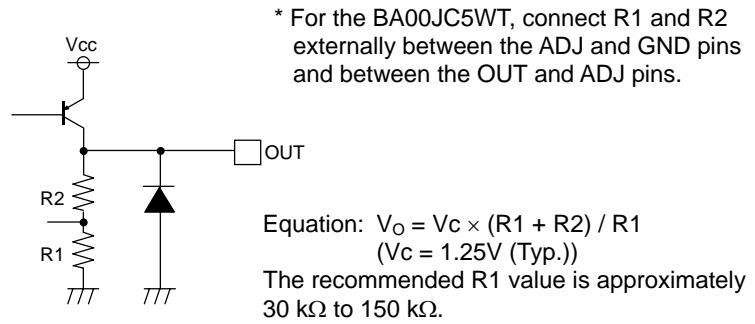 * For the BA00JC5WT, connect R1 and R2
externally between the ADJ and GND pins
and between the OUT and ADJ pins.
Vcc
OUT
R2
R1
Equation: V₀ = Vc × (R1 + R2) / R1
(Vc = 1.25V (Typ.))
The recommended R1 value is approximately
30 kΩ to 150 kΩ.